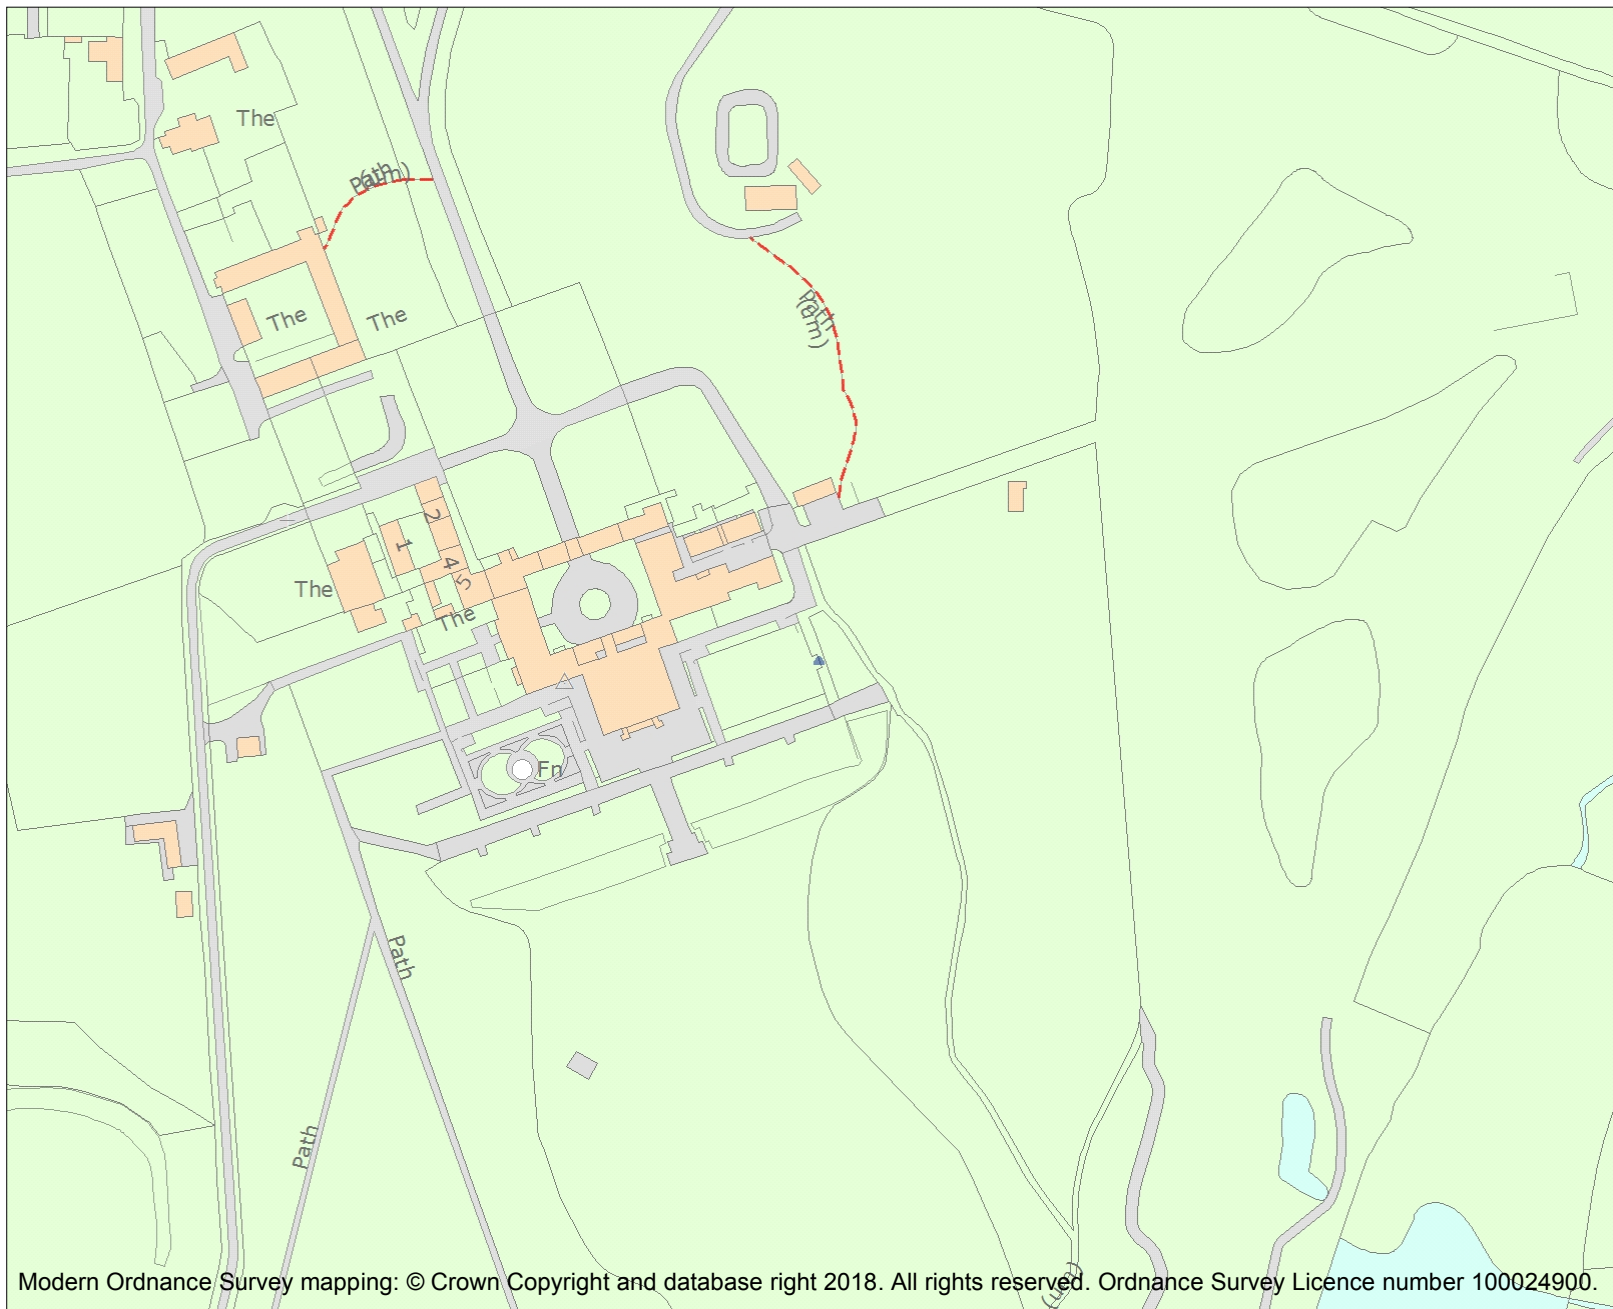 The
Path
(um)
The
The
Path
(um)
2
1
4
5
The
The
Fn
Path
Path
(um)
Modern Ordnance Survey mapping: © Crown Copyright and database right 2018. All rights reserved. Ordnance Survey Licence number 100024900.